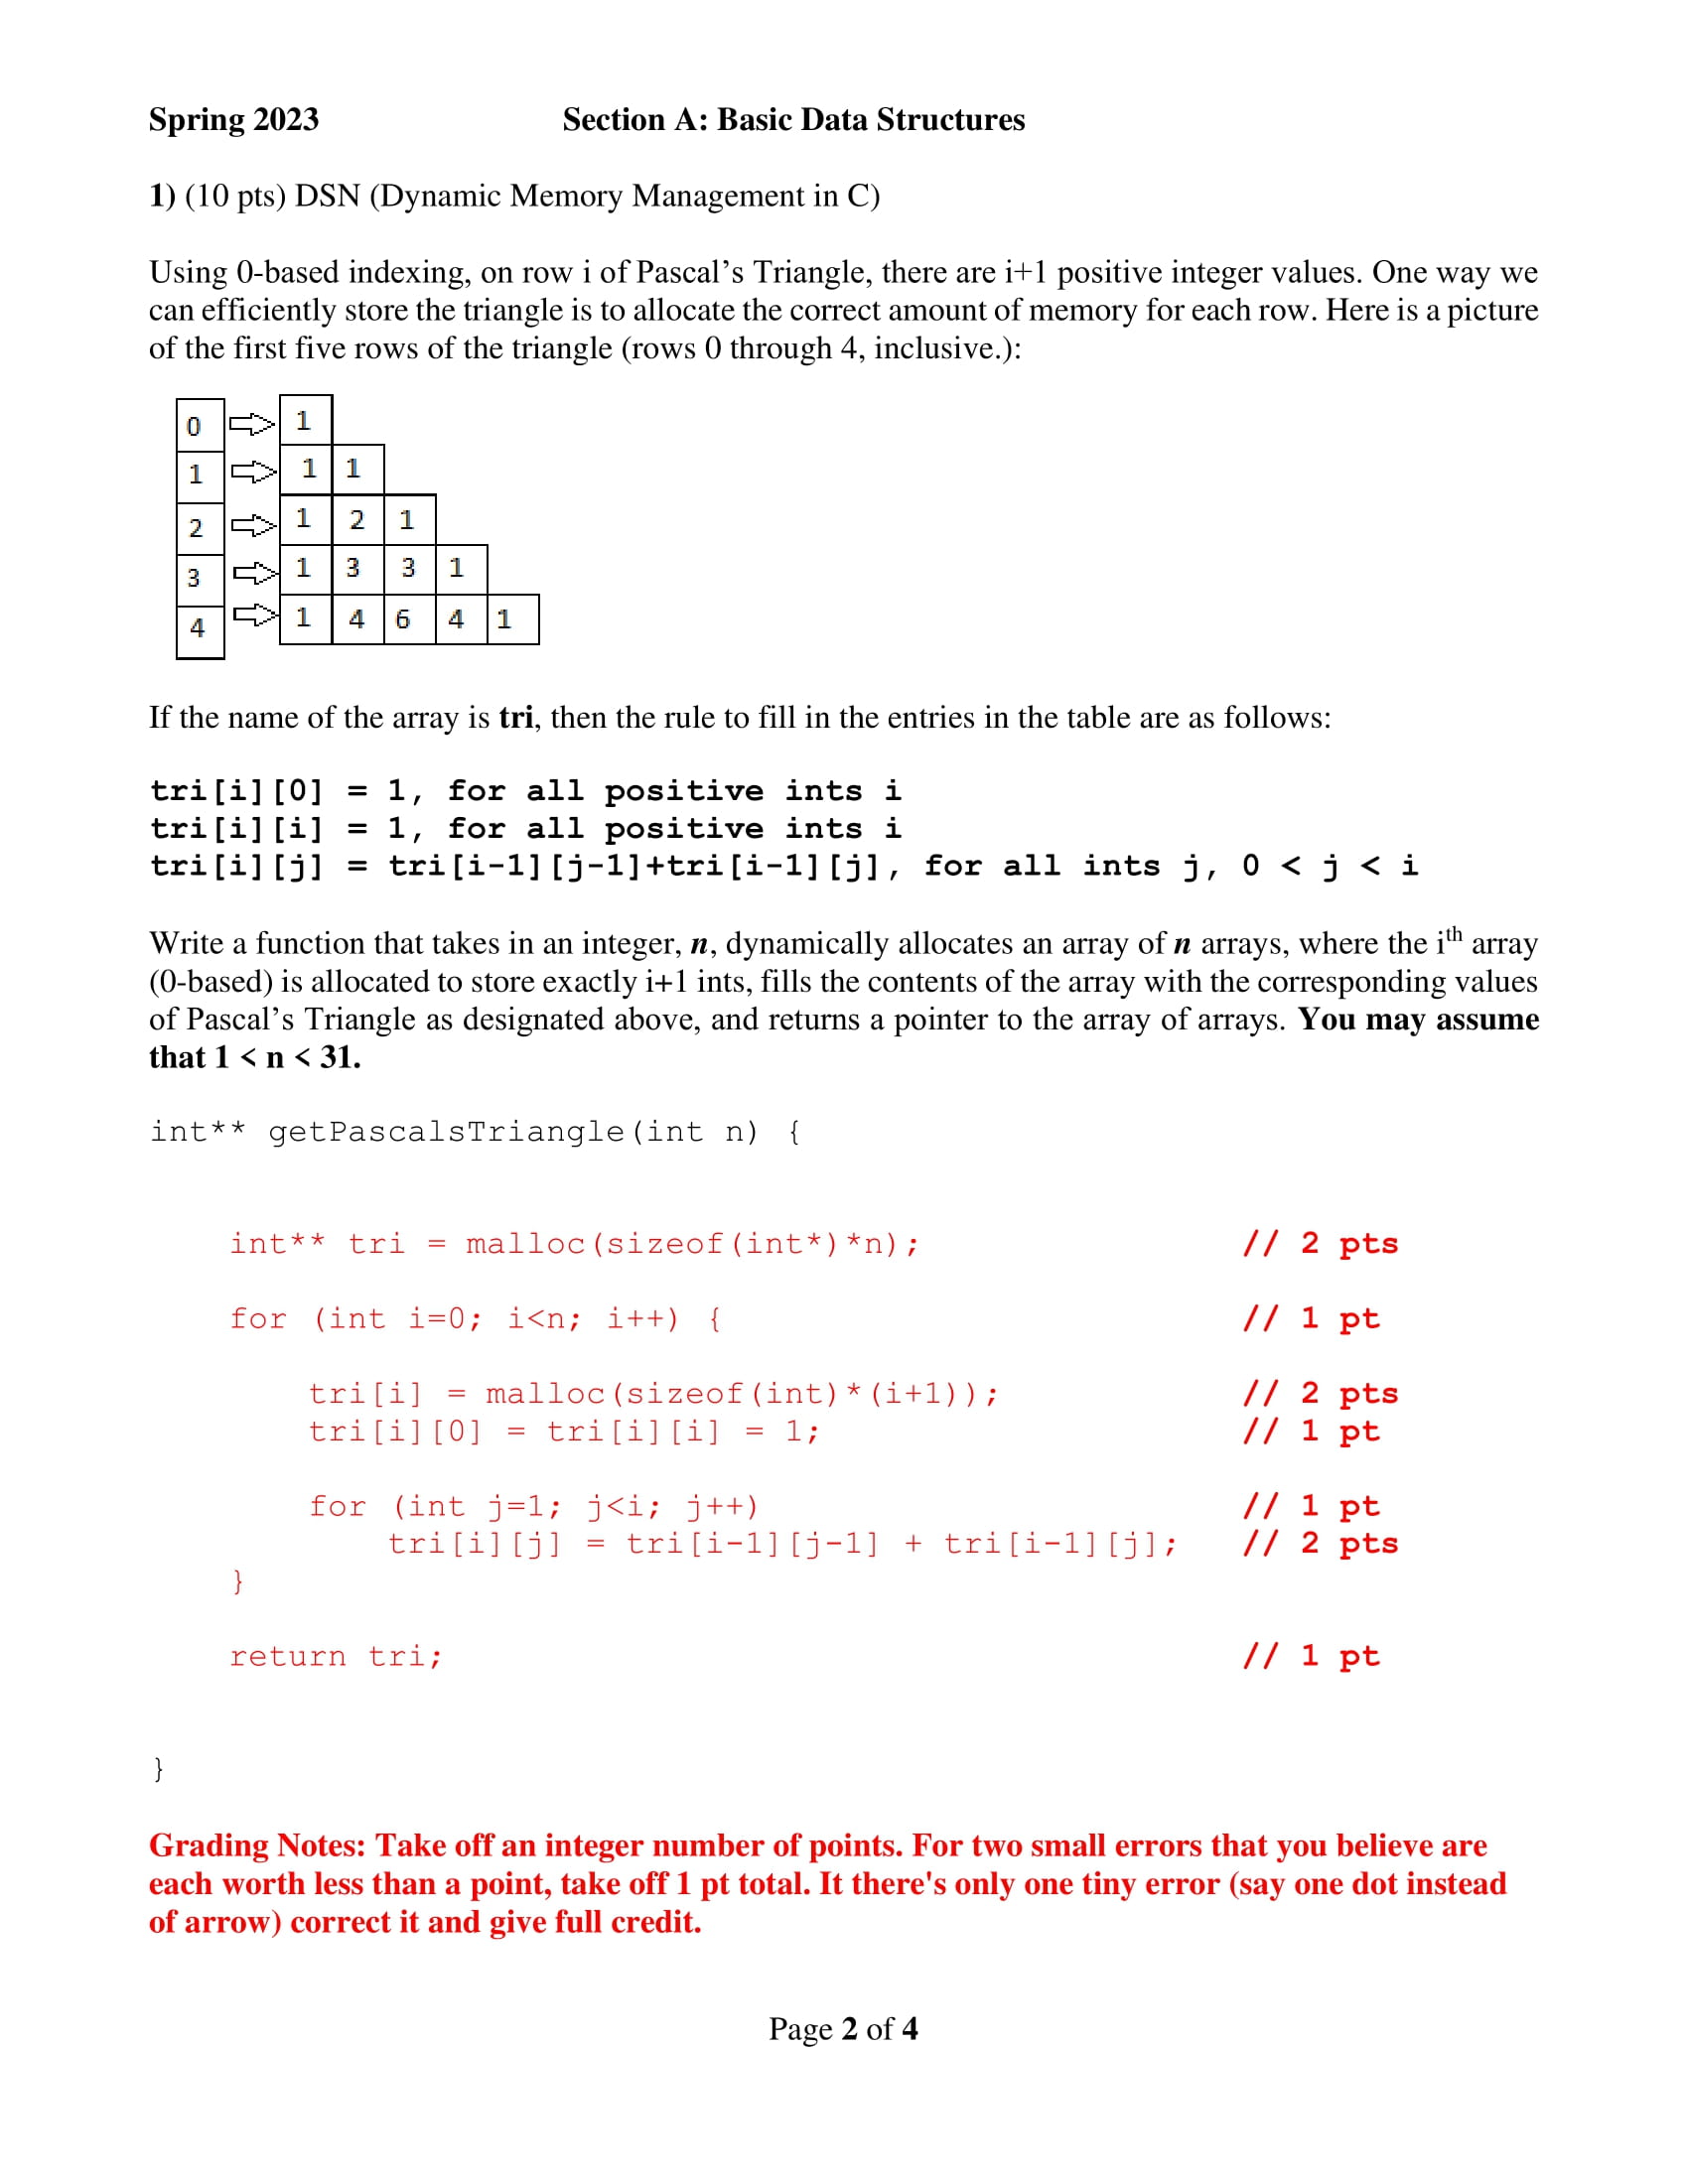 Spring 2023 Section A: Basic Data Structures
1) (10 pts) DSN (Dynamic Memory Management in C)
Using 0-based indexing, on row i of Pascal’s Triangle, there are i+1 positive integer values. One way we
can efficiently store the triangle is to allocate the correct amount of memory for each row. Here is a picture
of the first five rows of the triangle (rows 0 through 4, inclusive.):
0 1
1 1 1
2 1 2 1
3 1 3 3 1
4 1 4 6 4 1
If the name of the array is tri, then the rule to fill in the entries in the table are as follows:
tri[i][0] = 1, for all positive ints i
tri[i][i] = 1, for all positive ints i
tri[i][j] = tri[i-1][j-1]+tri[i-1][j], for all ints j, 0 < j < i
Write a function that takes in an integer, n, dynamically allocates an array of n arrays, where the ith array
(0-based) is allocated to store exactly i+1 ints, fills the contents of the array with the corresponding values
of Pascal’s Triangle as designated above, and returns a pointer to the array of arrays. You may assume
that 1 < n < 31.
int** getPascalsTriangle(int n) {
int** tri = malloc(sizeof(int*)*n); // 2 pts
for (int i=0; i<n; i++) { // 1 pt
tri[i] = malloc(sizeof(int)*(i+1)); // 2 pts
tri[i][0] = tri[i][i] = 1; // 1 pt
for (int j=1; j<i; j++) // 1 pt
tri[i][j] = tri[i-1][j-1] + tri[i-1][j]; // 2 pts
}
return tri; // 1 pt
}
Grading Notes: Take off an integer number of points. For two small errors that you believe are
each worth less than a point, take off 1 pt total. It there's only one tiny error (say one dot instead
of arrow) correct it and give full credit.
Page 2 of 4